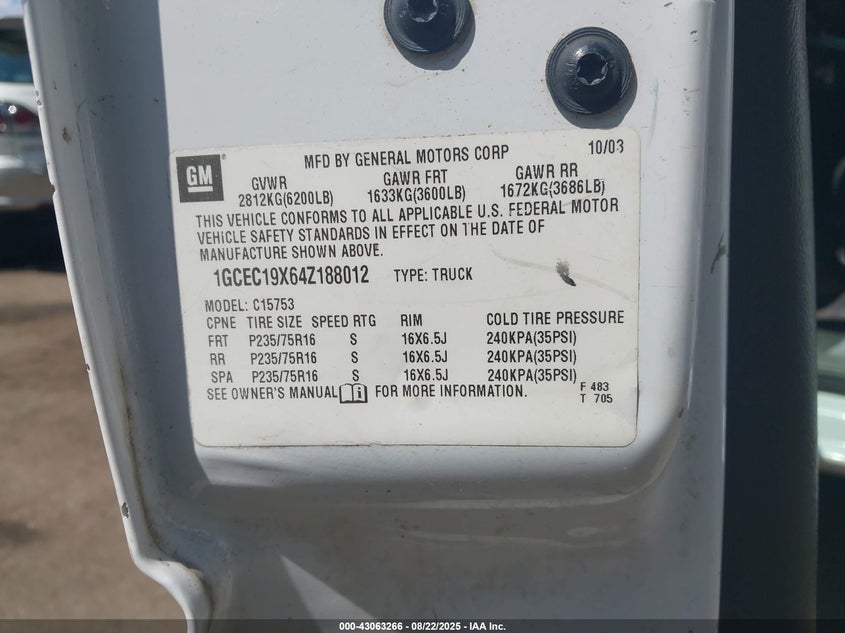 GM
MFD BY GENERAL MOTORS CORP 10/03
GVWR GAWR FRT GAWR RR
2812KG(6200LB) 1633KG(3600LB) 1672KG(3686LB)
THIS VEHICLE CONFORMS TO ALL APPLICABLE U.S. FEDERAL MOTOR
VEHICLE SAFETY STANDARDS IN EFFECT ON THE DATE OF
MANUFACTURE SHOWN ABOVE.
1GCEC19X64Z188012 TYPE: TRUCK
MODEL: C15753
CPNE TIRE SIZE SPEED RTG RIM COLD TIRE PRESSURE
FRT P235/75R16 S 16X6.5J 240KPA(35PSI)
RR P235/75R16 S 16X6.5J 240KPA(35PSI)
SPA P235/75R16 S 16X6.5J 240KPA(35PSI)
SEE OWNER'S MANUAL FOR MORE INFORMATION.
F 483
T 705
000-43063266 - 08/22/2025 - IAA Inc.